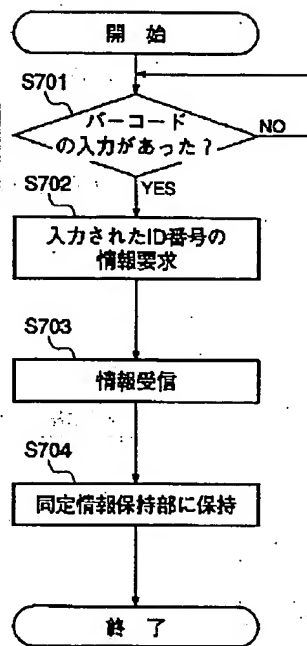 開 始
S701
バーコード
の入力があった?
NO
S702
YES
入力されたID番号の
情報要求
S703
情報受信
S704
同定情報保持部に保持
終 了